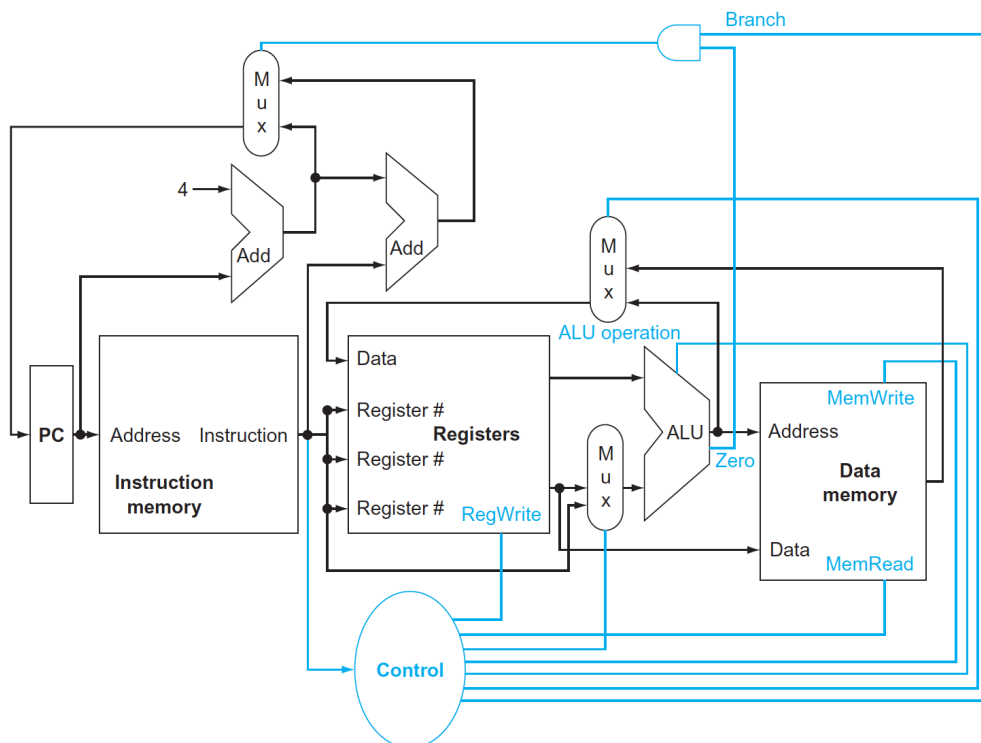 Branch
M
u
x
4
Add
Add
M
u
x
ALU operation
Data
Register #
Registers
Register #
Register #
RegWrite
PC
Address
Instruction
Instruction
memory
M
u
x
ALU
Zero
MemWrite
Address
Data
memory
Data
MemRead
Control